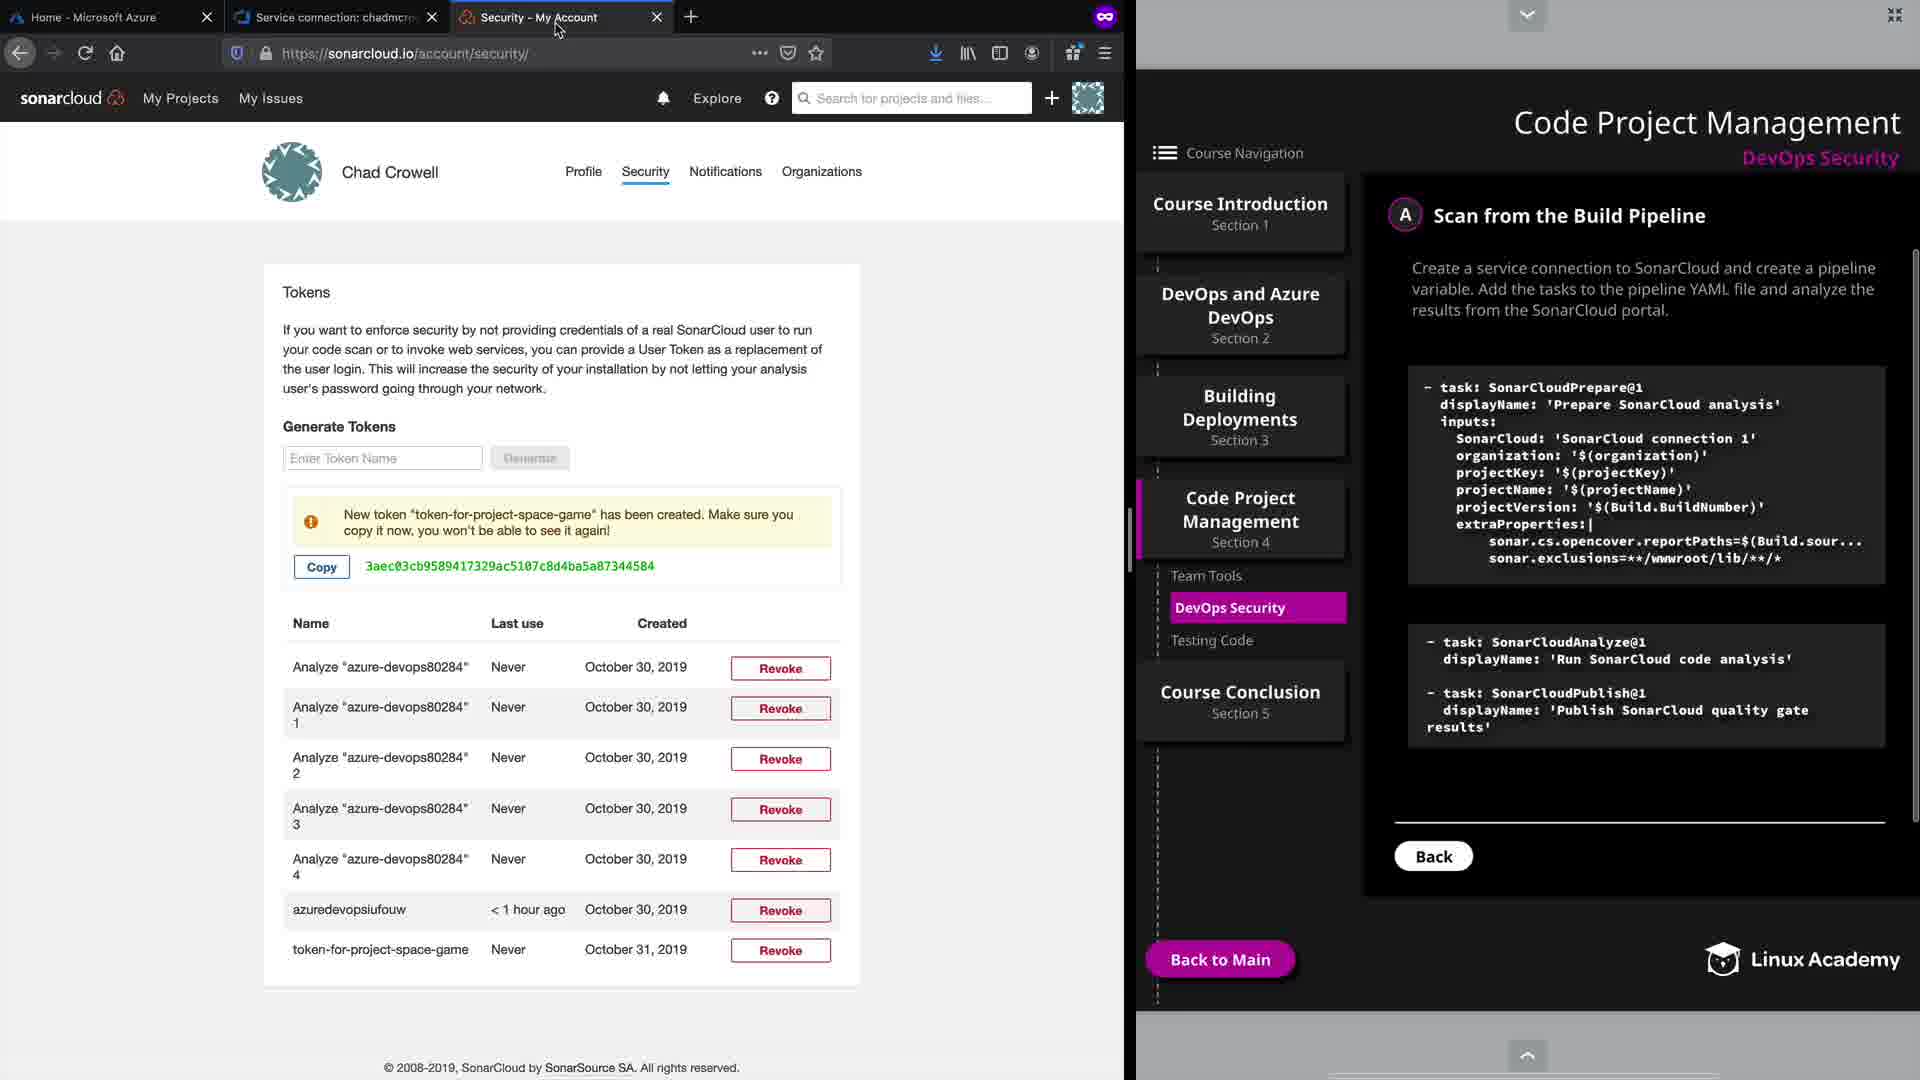 Home - Microsoft Azure
Service connection: chadmcro
Security - My Account
https://sonarcloud.io/account/security/
sonarcloud
My Projects
My Issues
Explore
Search for projects and files...
Chad Crowell
Profile
Security
Notifications
Organizations
Tokens
If you want to enforce security by not providing credentials of a real SonarCloud user to run
your code scan or to invoke web services, you can provide a User Token as a replacement of
the user login. This will increase the security of your installation by not letting your analysis
user's password going through your network.
Generate Tokens
Enter Token Name
Generate
New token "token-for-project-space-game" has been created. Make sure you
copy it now, you won't be able to see it again!
Copy
3aec03cb9589417329ac5107c8d4ba5a87344584
Name Last use Created
Analyze "azure-devops80284" Never October 30, 2019 Revoke
Analyze "azure-devops80284" Never October 30, 2019 Revoke
1
Analyze "azure-devops80284" Never October 30, 2019 Revoke
2
Analyze "azure-devops80284" Never October 30, 2019 Revoke
3
Analyze "azure-devops80284" Never October 30, 2019 Revoke
4
azuredevopsiufouw < 1 hour ago October 30, 2019 Revoke
token-for-project-space-game Never October 31, 2019 Revoke
© 2008-2019, SonarCloud by SonarSource SA. All rights reserved.
Code Project Management
DevOps Security
Course Navigation
Course Introduction
Section 1
DevOps and Azure
DevOps
Section 2
Building
Deployments
Section 3
Code Project
Management
Section 4
Team Tools
DevOps Security
Testing Code
Course Conclusion
Section 5
Back to Main
A Scan from the Build Pipeline
Create a service connection to SonarCloud and create a pipeline
variable. Add the tasks to the pipeline YAML file and analyze the
results from the SonarCloud portal.
- task: SonarCloudPrepare@1
displayName: 'Prepare SonarCloud analysis'
inputs:
SonarCloud: 'SonarCloud connection 1'
organization: '$(organization)'
projectKey: '$(projectKey)'
projectName: '$(projectName)'
projectVersion: '$(Build.BuildNumber)'
extraProperties:|
sonar.cs.opencover.reportPaths=$(Build.sour...
sonar.exclusions=**/wwwroot/lib/**/*
- task: SonarCloudAnalyze@1
displayName: 'Run SonarCloud code analysis'
- task: SonarCloudPublish@1
displayName: 'Publish SonarCloud quality gate
results'
Back
Linux Academy